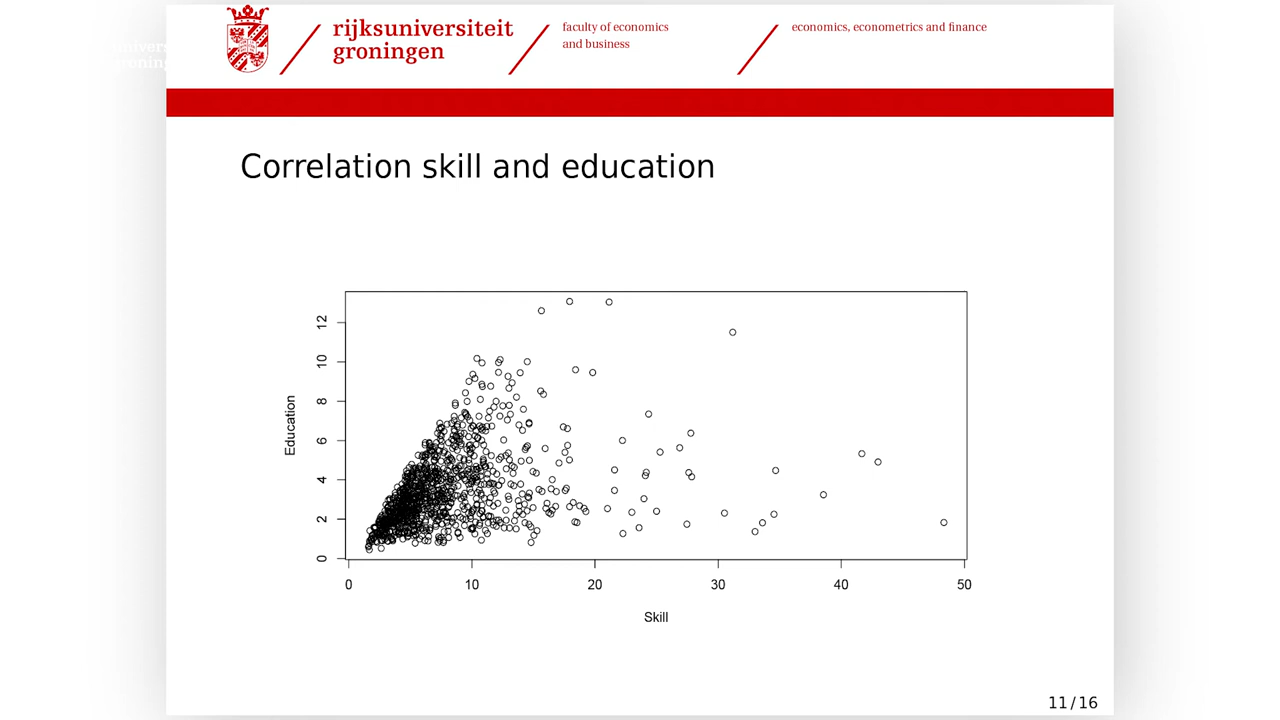 rijksuniversiteit
groningen
faculty of economics
and business
economics, econometrics and finance
Correlation skill and education
Education
0
2
4
6
8
10
12
0 10 20 30 40 50
Skill
11/16